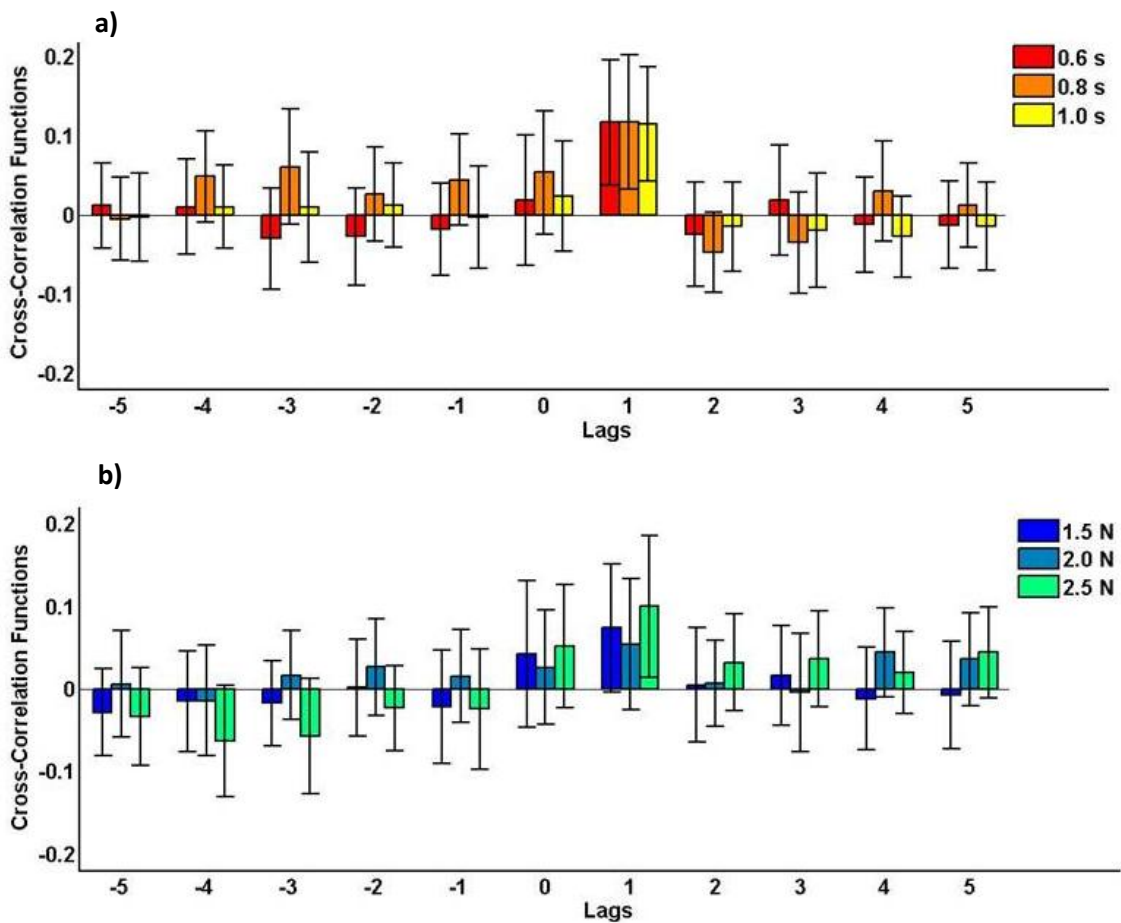 a)
Cross-Correlation Functions
0.2
0.1
0
-0.1
-0.2
0.6 s
0.8 s
1.0 s
-5 -4 -3 -2 -1 0 1 2 3 4 5
Lags
b)
Cross-Correlation Functions
0.2
0.1
0
-0.1
-0.2
1.5 N
2.0 N
2.5 N
-5 -4 -3 -2 -1 0 1 2 3 4 5
Lags